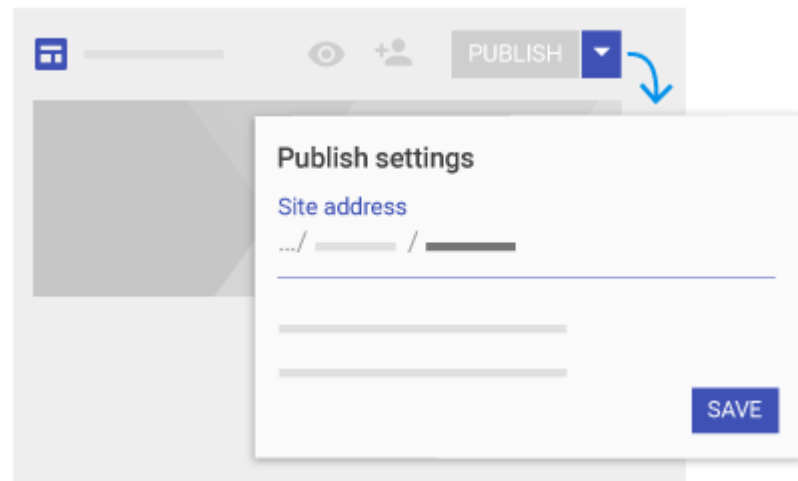 PUBLISH
Publish settings
Site address
.../ /
SAVE